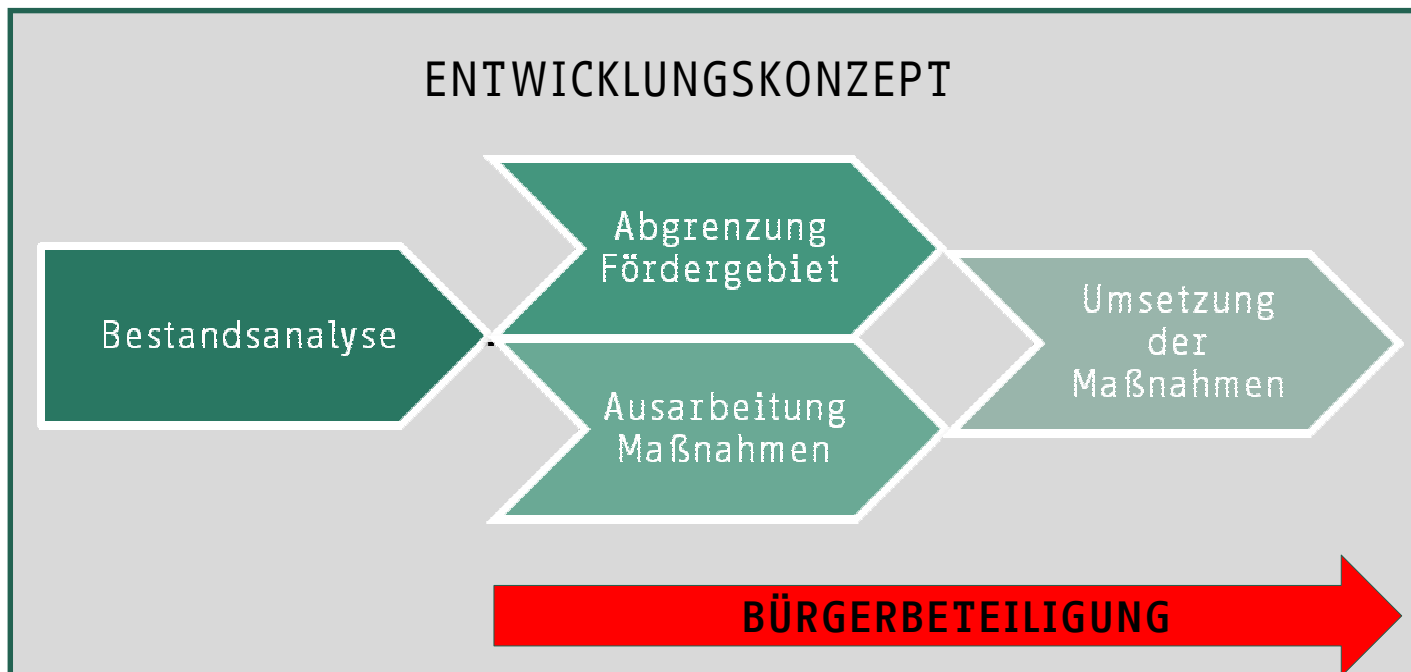 ENTWICKLUNGSKONZEPT
Bestandsanalyse
Abgrenzung
Fördergebiet
Ausarbeitung
Maßnahmen
Umsetzung
der
Maßnahmen
BÜRGERBETEILIGUNG